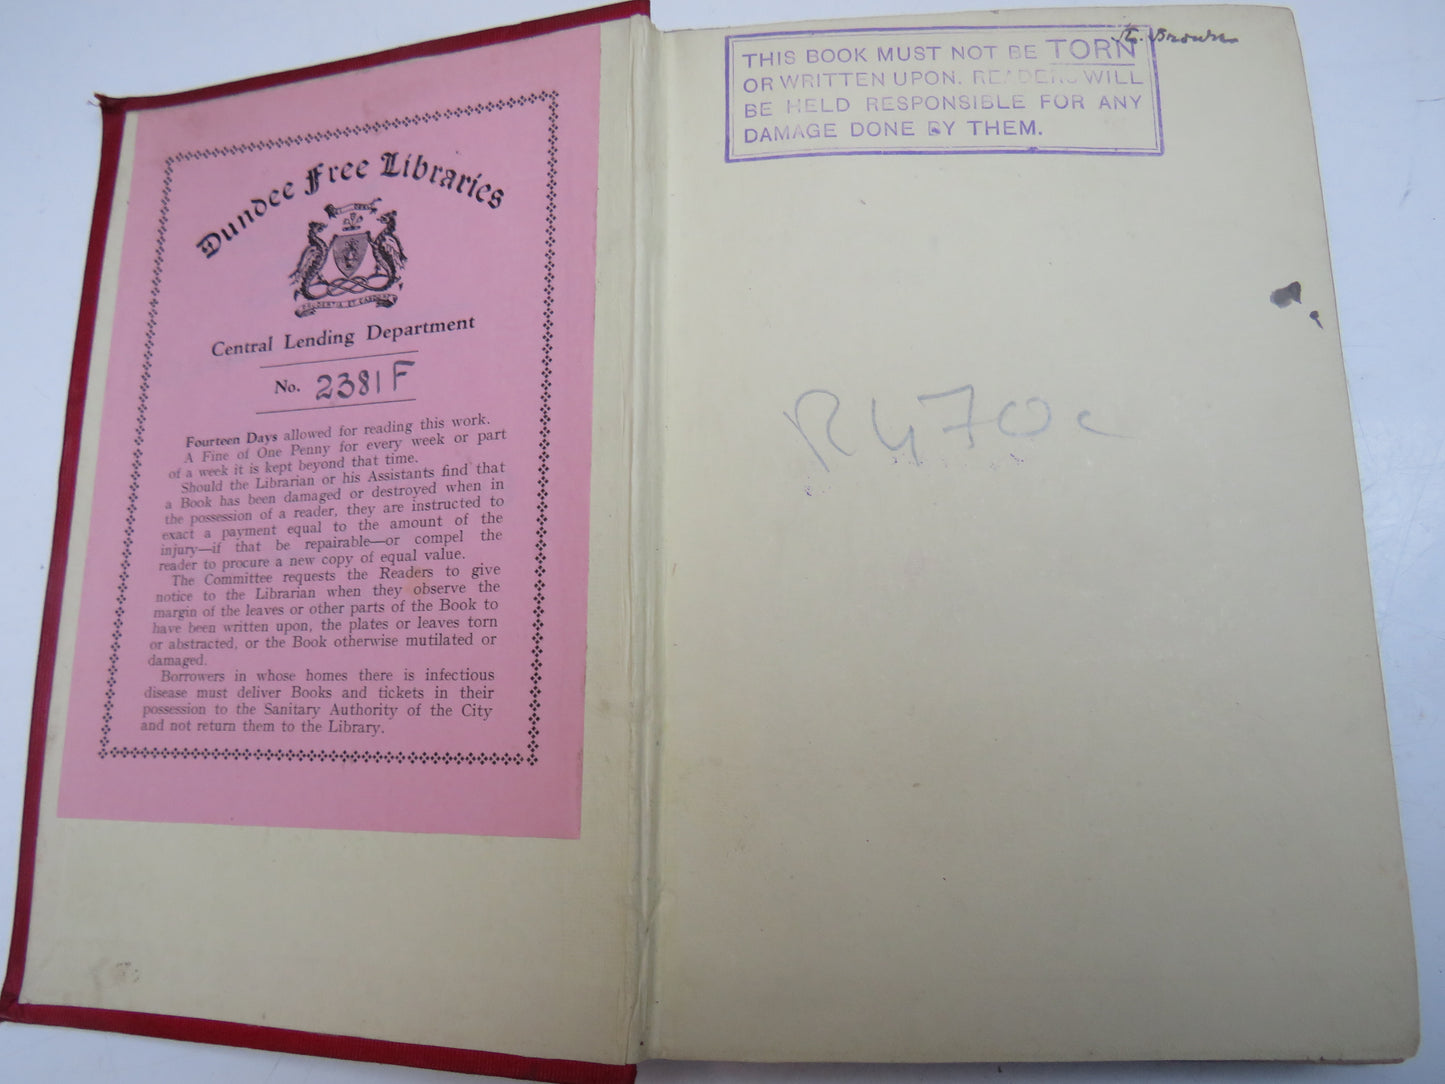 Dundee Free Libraries
PRUDENTIA ET CANDORE
Central Lending Department
No. 2381F
Fourteen Days allowed for reading this work.
A Fine of One Penny for every week or part
of a week it is kept beyond that time.
Should the Librarian or his Assistants find that
a Book has been damaged or destroyed when in
the possession of a reader, they are instructed to
exact a payment equal to the amount of the
injury—if that be repairable—or compel the
reader to procure a new copy of equal value.
The Committee requests the Readers to give
notice to the Librarian when they observe the
margin of the leaves or other parts of the Book to
have been written upon, the plates or leaves torn
or abstracted, or the Book otherwise mutilated or
damaged.
Borrowers in whose homes there is infectious
disease must deliver Books and tickets in their
possession to the Sanitary Authority of the City
and not return them to the Library.
THIS BOOK MUST NOT BE TORN
OR WRITTEN UPON. READERS WILL
BE HELD RESPONSIBLE FOR ANY
DAMAGE DONE BY THEM.
Browne
R470c